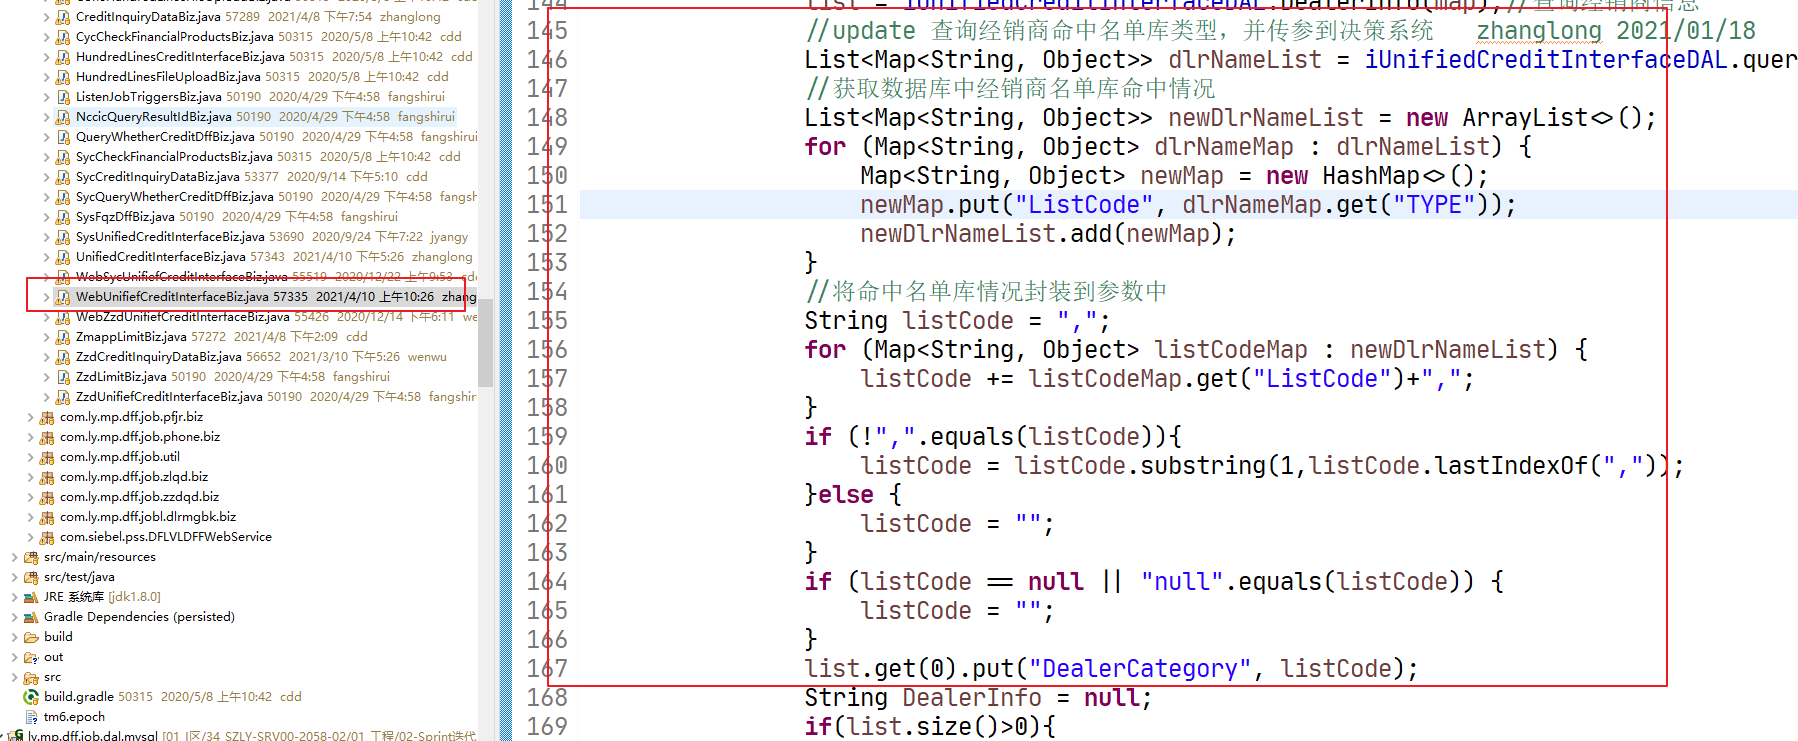 CreditInquiryDataBiz.java 57289 2021/4/8 下午7:54 zhanglong
CycCheckFinancialProductsBiz.java 50315 2020/5/8 上午10:42 cdd
HundredLinesCreditInterfaceBiz.java 50315 2020/5/8 上午10:42 cdd
HundredLinesFileUploadBiz.java 50315 2020/5/8 上午10:42 cdd
ListenJobTriggersBiz.java 50190 2020/4/29 下午4:58 fangshirui
NccicQueryResultIdBiz.java 50190 2020/4/29 下午4:58 fangshirui
QueryWhetherCreditDffBiz.java 50190 2020/4/29 下午4:58 fangshirui
SycCheckFinancialProductsBiz.java 50315 2020/5/8 上午10:42 cdd
SycCreditInquiryDataBiz.java 53377 2020/9/14 下午5:10 cdd
SycQueryWhetherCreditDffBiz.java 50190 2020/4/29 下午4:58 fangs
SysFqzDffBiz.java 50190 2020/4/29 下午4:58 fangshirui
SysUnifiedCreditInterfaceBiz.java 53690 2020/9/24 下午7:22 jyangy
UnifiedCreditInterfaceBiz.java 57343 2021/4/10 下午5:26 zhanglong
WebSycUnifiefCreditInterfaceBiz.java 55519 2020/12/22 上午9:53 cd
WebUnifiefCreditInterfaceBiz.java 57335 2021/4/10 上午10:26 zhang
WebZzdUnifiefCreditInterfaceBiz.java 55426 2020/12/14 下午6:11 we
ZmappLimitBiz.java 57272 2021/4/8 下午2:09 cdd
ZzdCreditInquiryDataBiz.java 56652 2021/3/10 下午5:26 wenwu
ZzdLimitBiz.java 50190 2020/4/29 下午4:58 fangshirui
ZzdUnifiefCreditInterfaceBiz.java 50190 2020/4/29 下午4:58 fangshir
com.ly.mp.dff.job.pfjr.biz
com.ly.mp.dff.job.phone.biz
com.ly.mp.dff.job.util
com.ly.mp.dff.job.zlqd.biz
com.ly.mp.dff.job.zzdqd.biz
com.ly.mp.dff.jobl.dlrmgbk.biz
com.siebel.pss.DFLVLDFFWebService
src/main/resources
src/test/java
JRE 系统库 [jdk1.8.0]
Gradle Dependencies (persisted)
build
out
src
build.gradle 50315 2020/5/8 上午10:42 cdd
tm6.epoch
ly.mp.dff.job.dal.mysql [01_I区/34_SZLY-SRV00-2058-02/01_工程/02-Sprint迭代
144 list = iUnifiedCreditInterfaceDAL.DealerInfo(map);//查询经销商信息
145 //update 查询经销商命中名单库类型，并传参到决策系统 zhanglong 2021/01/18
146 List<Map<String, Object>> dlrNameList = iUnifiedCreditInterfaceDAL.quer
147 //获取数据库中经销商名单库命中情况
148 List<Map<String, Object>> newDlrNameList = new ArrayList<>();
149 for (Map<String, Object> dlrNameMap : dlrNameList) {
150 Map<String, Object> newMap = new HashMap<>();
151 newMap.put("ListCode", dlrNameMap.get("TYPE"));
152 newDlrNameList.add(newMap);
153 }
154 //将命中名单库情况封装到参数中
155 String listCode = ",";
156 for (Map<String, Object> listCodeMap : newDlrNameList) {
157 listCode += listCodeMap.get("ListCode")+",";
158 }
159 if (!",".equals(listCode)){
160 listCode = listCode.substring(1,listCode.lastIndexOf(","));
161 }else {
162 listCode = "";
163 }
164 if (listCode == null || "null".equals(listCode)) {
165 listCode = "";
166 }
167 list.get(0).put("DealerCategory", listCode);
168 String DealerInfo = null;
169 if(list.size()>0){